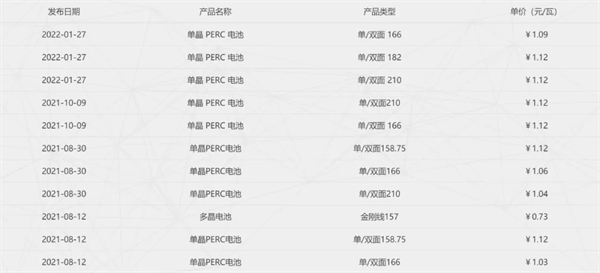 发布日期 产品名称 产品类型 单价（元/瓦）
2022-01-27 单晶 PERC 电池 单/双面 166 ¥ 1.09
2022-01-27 单晶 PERC 电池 单/双面 182 ¥ 1.12
2022-01-27 单晶 PERC 电池 单/双面 210 ¥ 1.12
2021-10-09 单晶 PERC 电池 单/双面210 ¥ 1.12
2021-10-09 单晶 PERC 电池 单/双面 166 ¥ 1.12
2021-08-30 单晶PERC电池 单/双面158.75 ¥ 1.12
2021-08-30 单晶PERC电池 单/双面166 ¥ 1.06
2021-08-30 单晶PERC电池 单/双面210 ¥ 1.04
2021-08-12 多晶电池 金刚线157 ¥ 0.73
2021-08-12 单晶PERC电池 单/双面158.75 ¥ 1.12
2021-08-12 单晶PERC电池 单/双面166 ¥ 1.03